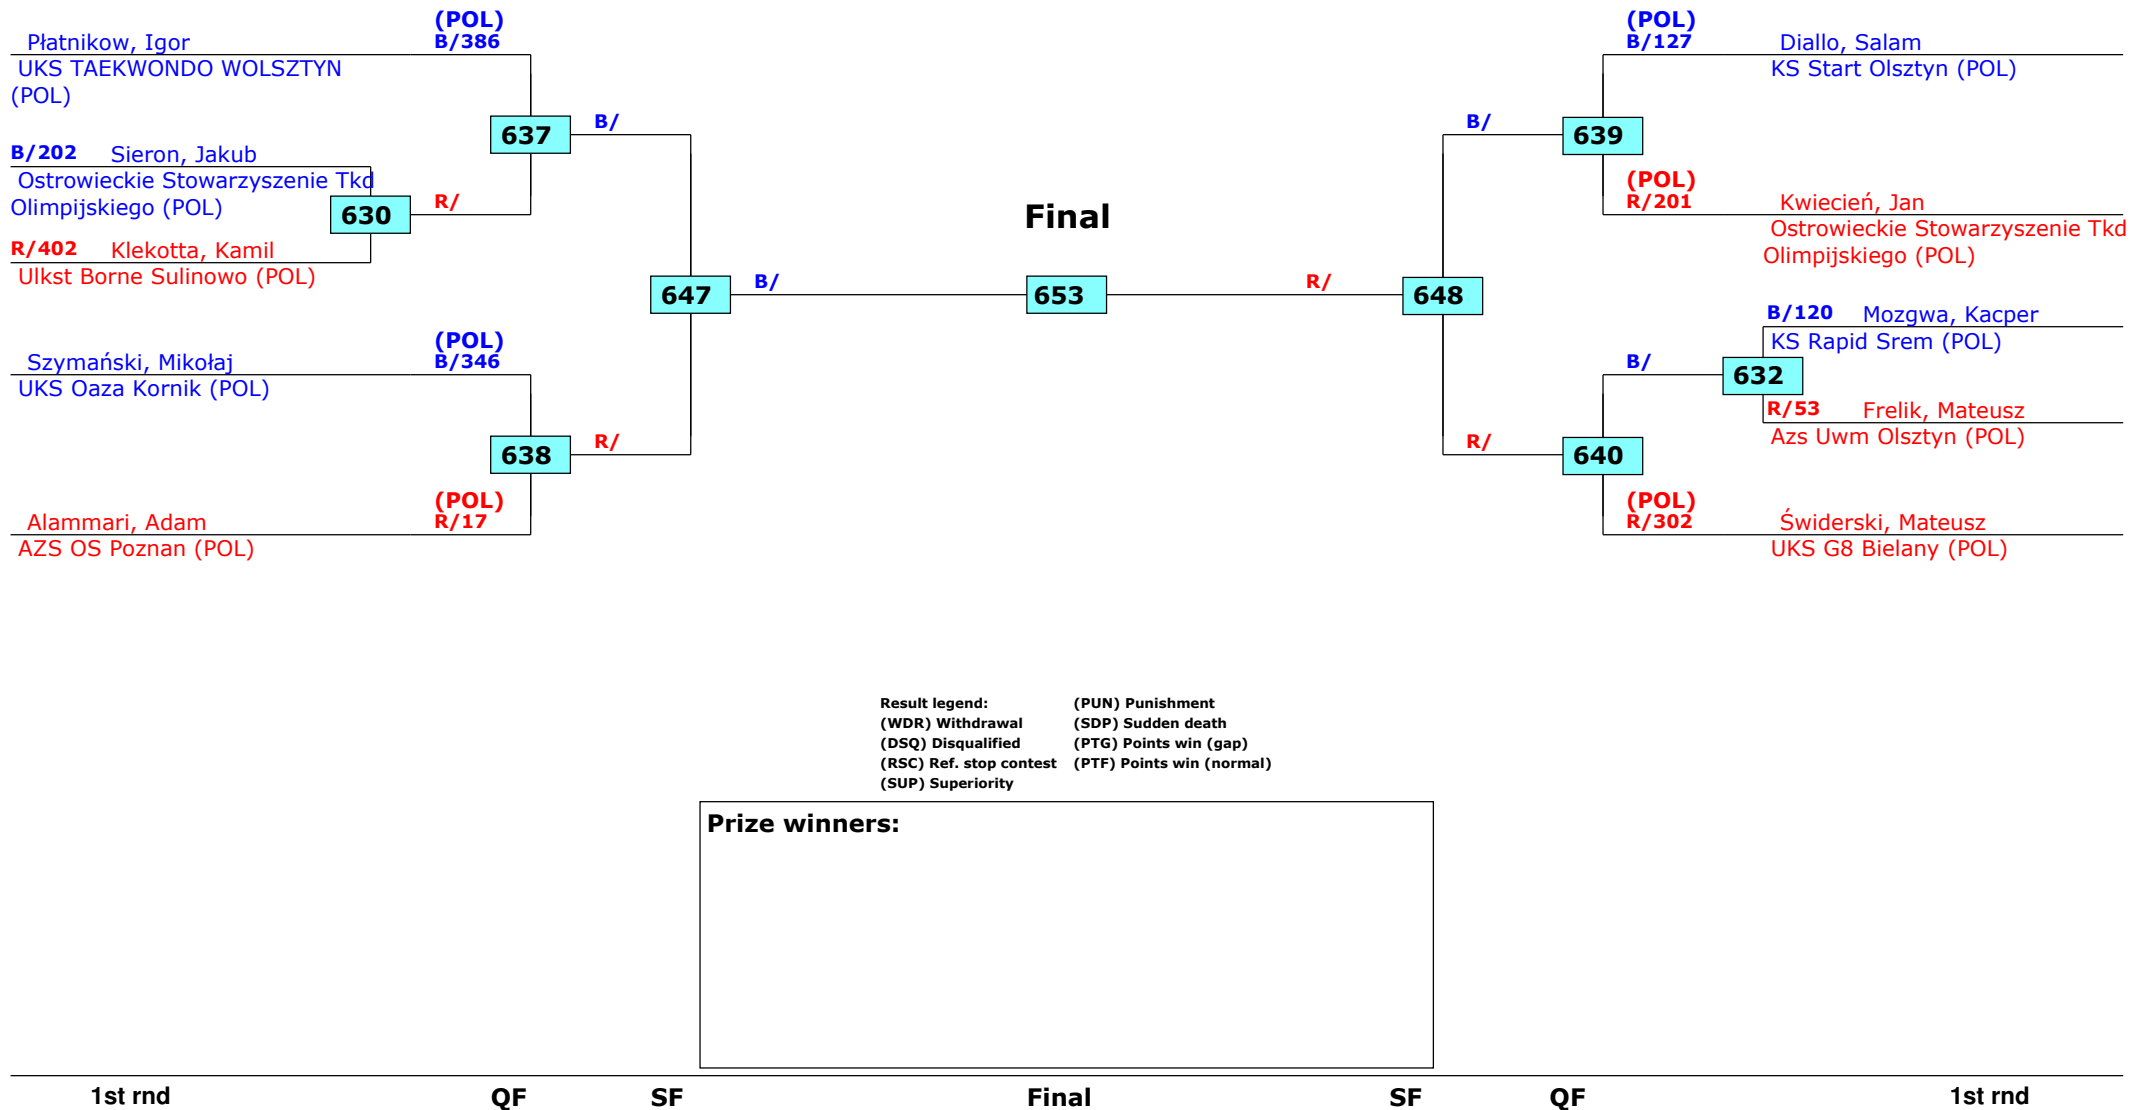 (POL)
Płatnikow, Igor B/386
UKS TAEKWONDO WOLSZTYN
(POL)
637
B/
B/202 Sieron, Jakub
Ostrowieckie Stowarzyszenie Tkd
Olimpijskiego (POL)
630
R/
R/402 Klekotta, Kamil
Ulkst Borne Sulinowo (POL)
647
B/
(POL)
Szymański, Mikołaj B/346
UKS Oaza Kornik (POL)
638
R/
(POL)
Alammari, Adam R/17
AZS OS Poznan (POL)
Final
653
(POL)
B/127 Diallo, Salam
KS Start Olsztyn (POL)
B/
639
(POL)
R/201 Kwiecień, Jan
Ostrowieckie Stowarzyszenie Tkd
Olimpijskiego (POL)
R/
648
B/120 Mozgwa, Kacper
KS Rapid Srem (POL)
B/
632
R/53 Frelik, Mateusz
Azs Uwm Olsztyn (POL)
R/
640
(POL)
R/302 Świderski, Mateusz
UKS G8 Bielany (POL)
Result legend: (PUN) Punishment
(WDR) Withdrawal (SDP) Sudden death
(DSQ) Disqualified (PTG) Points win (gap)
(RSC) Ref. stop contest (PTF) Points win (normal)
(SUP) Superiority
Prize winners:
1st rnd QF SF Final SF QF 1st rnd